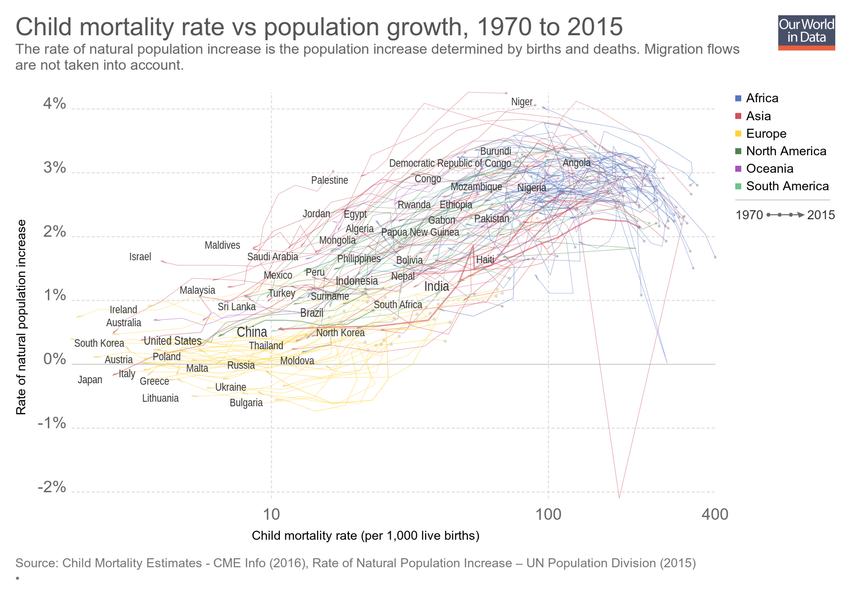 Child mortality rate vs population growth, 1970 to 2015
Our World
in Data
The rate of natural population increase is the population increase determined by births and deaths. Migration flows
are not taken into account.
4%
3%
2%
1%
0%
-1%
-2%
Rate of natural population increase
Niger
Burundi
Democratic Republic of Congo
Angola
Palestine
Congo
Mozambique
Nigeria
Rwanda
Ethiopia
Jordan
Egypt
Gabon
Pakistan
Algeria
Papua New Guinea
Mongolia
Maldives
Israel
Saudi Arabia
Philippines
Bolivia
Haiti
Mexico
Peru
Indonesia
Nepal
India
Malaysia
Turkey
Suriname
Sri Lanka
South Africa
Ireland
Brazil
Australia
China
North Korea
South Korea
United States
Thailand
Austria
Poland
Malta
Russia
Moldova
Japan
Italy
Greece
Ukraine
Lithuania
Bulgaria
10
100
400
Child mortality rate (per 1,000 live births)
Africa
Asia
Europe
North America
Oceania
South America
1970
2015
Source: Child Mortality Estimates - CME Info (2016), Rate of Natural Population Increase – UN Population Division (2015)
•